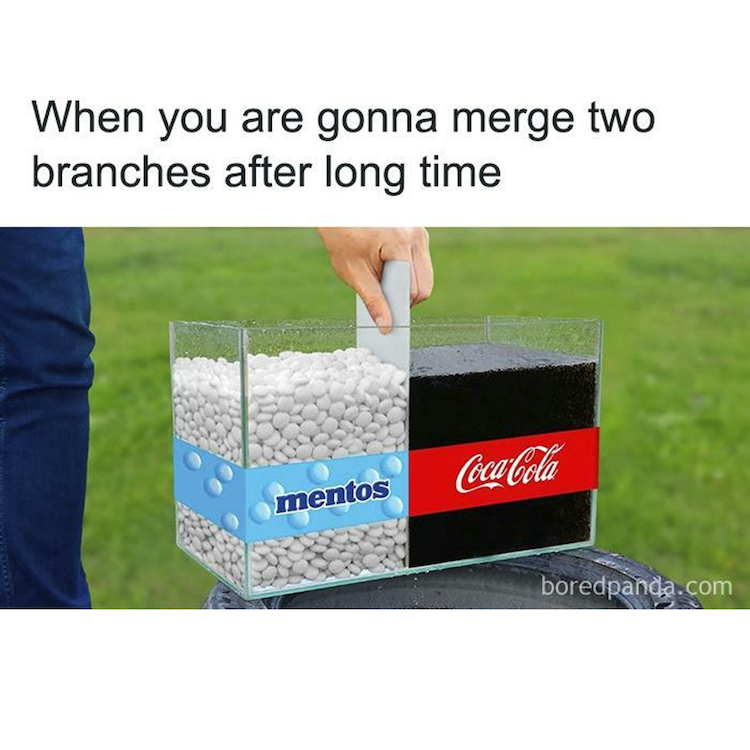 When you are gonna merge two
branches after long time
mentos
Coca-Cola
boredpanda.com